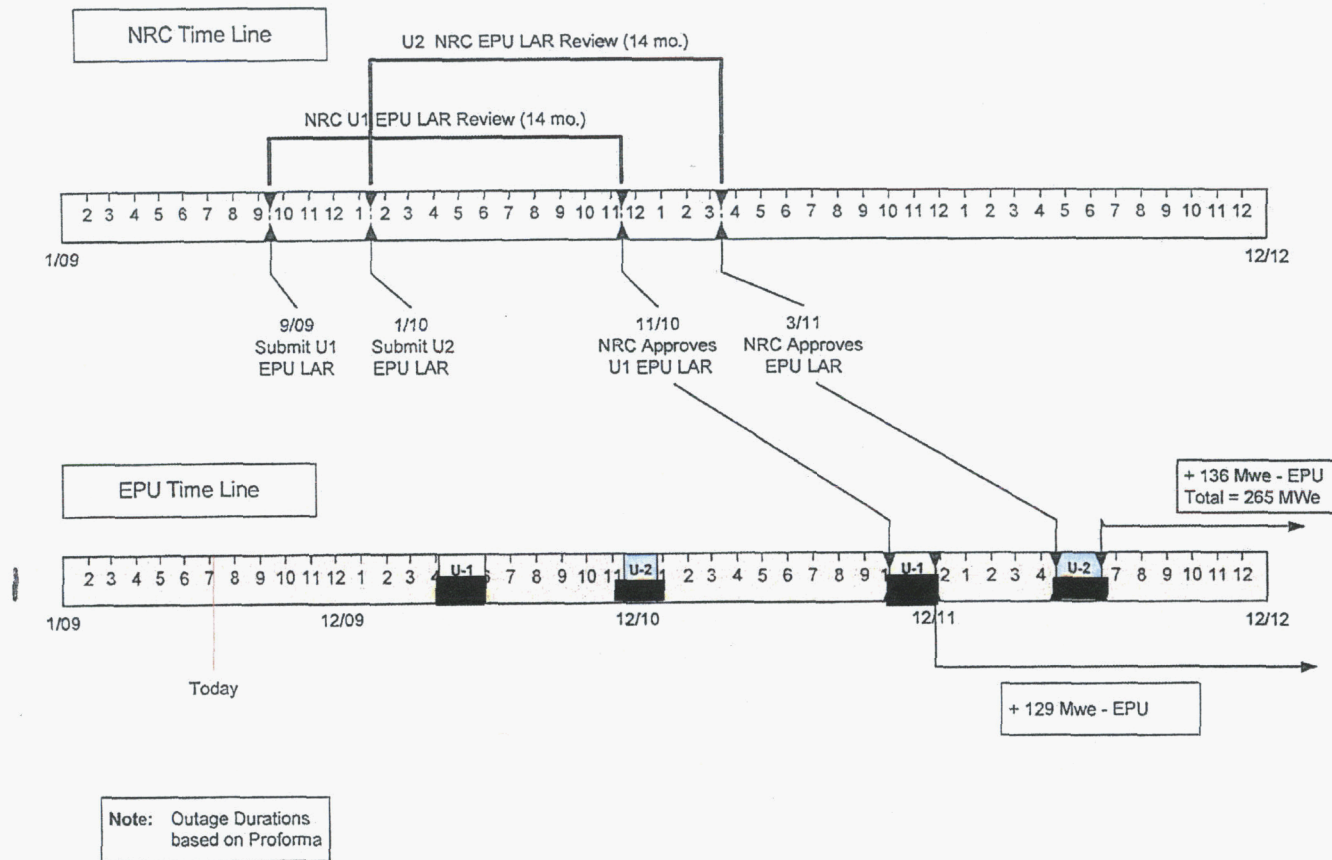 NRC Time Line
U2 NRC EPU LAR Review (14 mo.)
NRC U1 EPU LAR Review (14 mo.)
2 3 4 5 6 7 8 9 10 11 12 1 2 3 4 5 6 7 8 9 10 11 12 1 2 3 4 5 6 7 8 9 10 11 12 1 2 3 4 5 6 7 8 9 10 11 12
1/09 12/12
9/09
Submit U1
EPU LAR
1/10
Submit U2
EPU LAR
11/10
NRC Approves
U1 EPU LAR
3/11
NRC Approves
EPU LAR
+ 136 Mwe - EPU
Total = 265 MWe
EPU Time Line
2 3 4 5 6 7 8 9 10 11 12 1 2 3 4 U-1 6 7 8 9 10 11 U-2 1 2 3 4 5 6 7 8 9 U-1 2 1 2 3 4 U-2 7 8 9 10 11 12
1/09 12/09 12/10 12/11 12/12
Today
+ 129 Mwe - EPU
Note: Outage Durations
based on Proforma